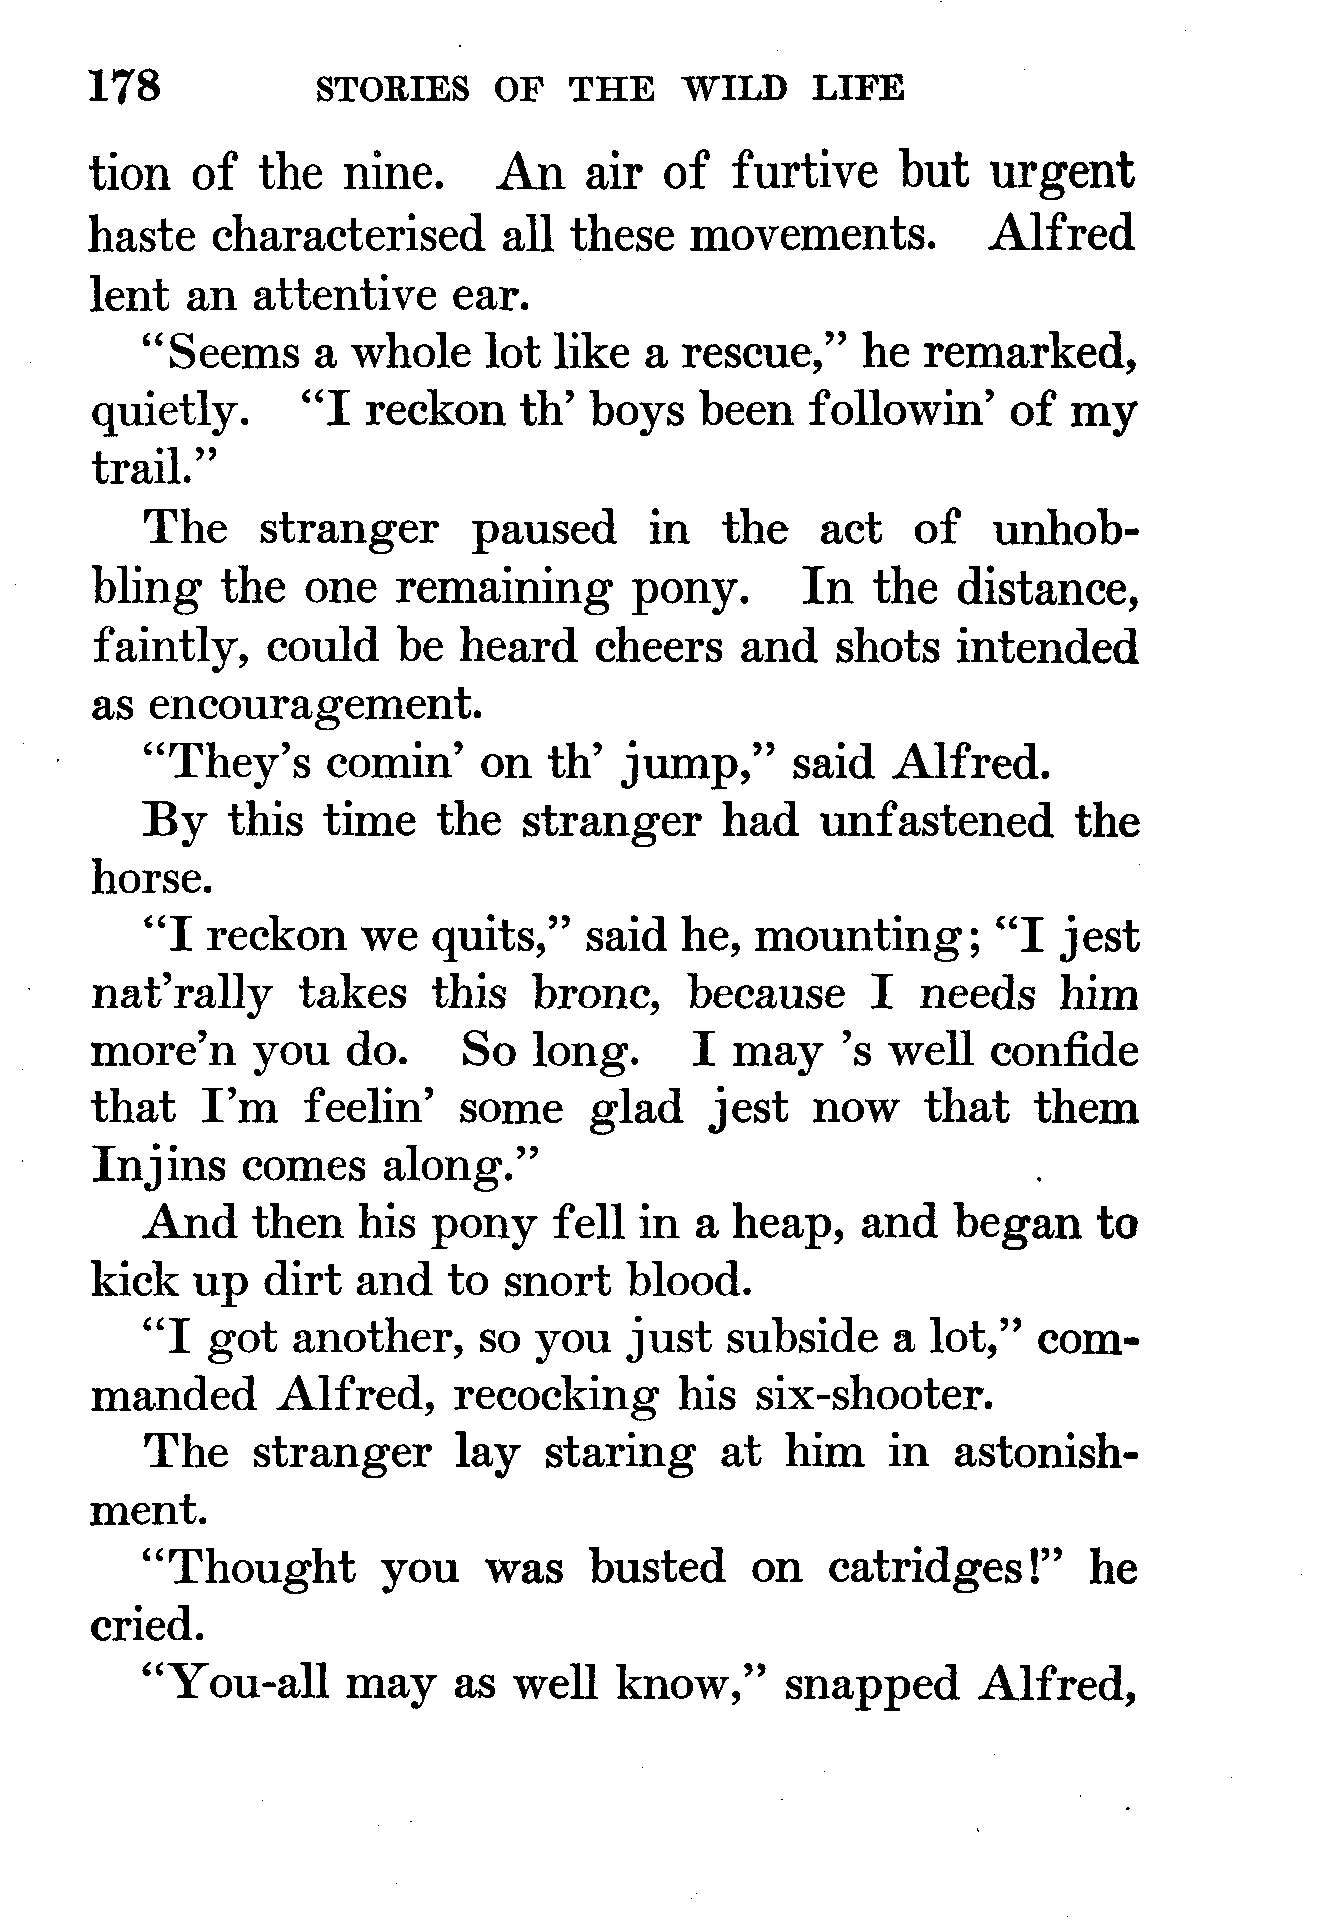 178 STORIES OF THE WILD LIFE
tion of the nine. An air of furtive but urgent
haste characterised all these movements. Alfred
lent an attentive ear.
“Seems a whole lot like a rescue,” he remarked,
quietly. “I reckon th’ boys been followin’ of my
trail.”
The stranger paused in the act of unhob-
bling the one remaining pony. In the distance,
faintly, could be heard cheers and shots intended
as encouragement.
“They’s comin’ on th’ jump,” said Alfred.
By this time the stranger had unfastened the
horse.
“I reckon we quits,” said he, mounting; “I jest
nat’rally takes this bronc, because I needs him
more’n you do. So long. I may ’s well confide
that I’m feelin’ some glad jest now that them
Injins comes along.”
And then his pony fell in a heap, and began to
kick up dirt and to snort blood.
“I got another, so you just subside a lot,” com-
manded Alfred, recocking his six-shooter.
The stranger lay staring at him in astonish-
ment.
“Thought you was busted on catridges!” he
cried.
“You-all may as well know,” snapped Alfred,